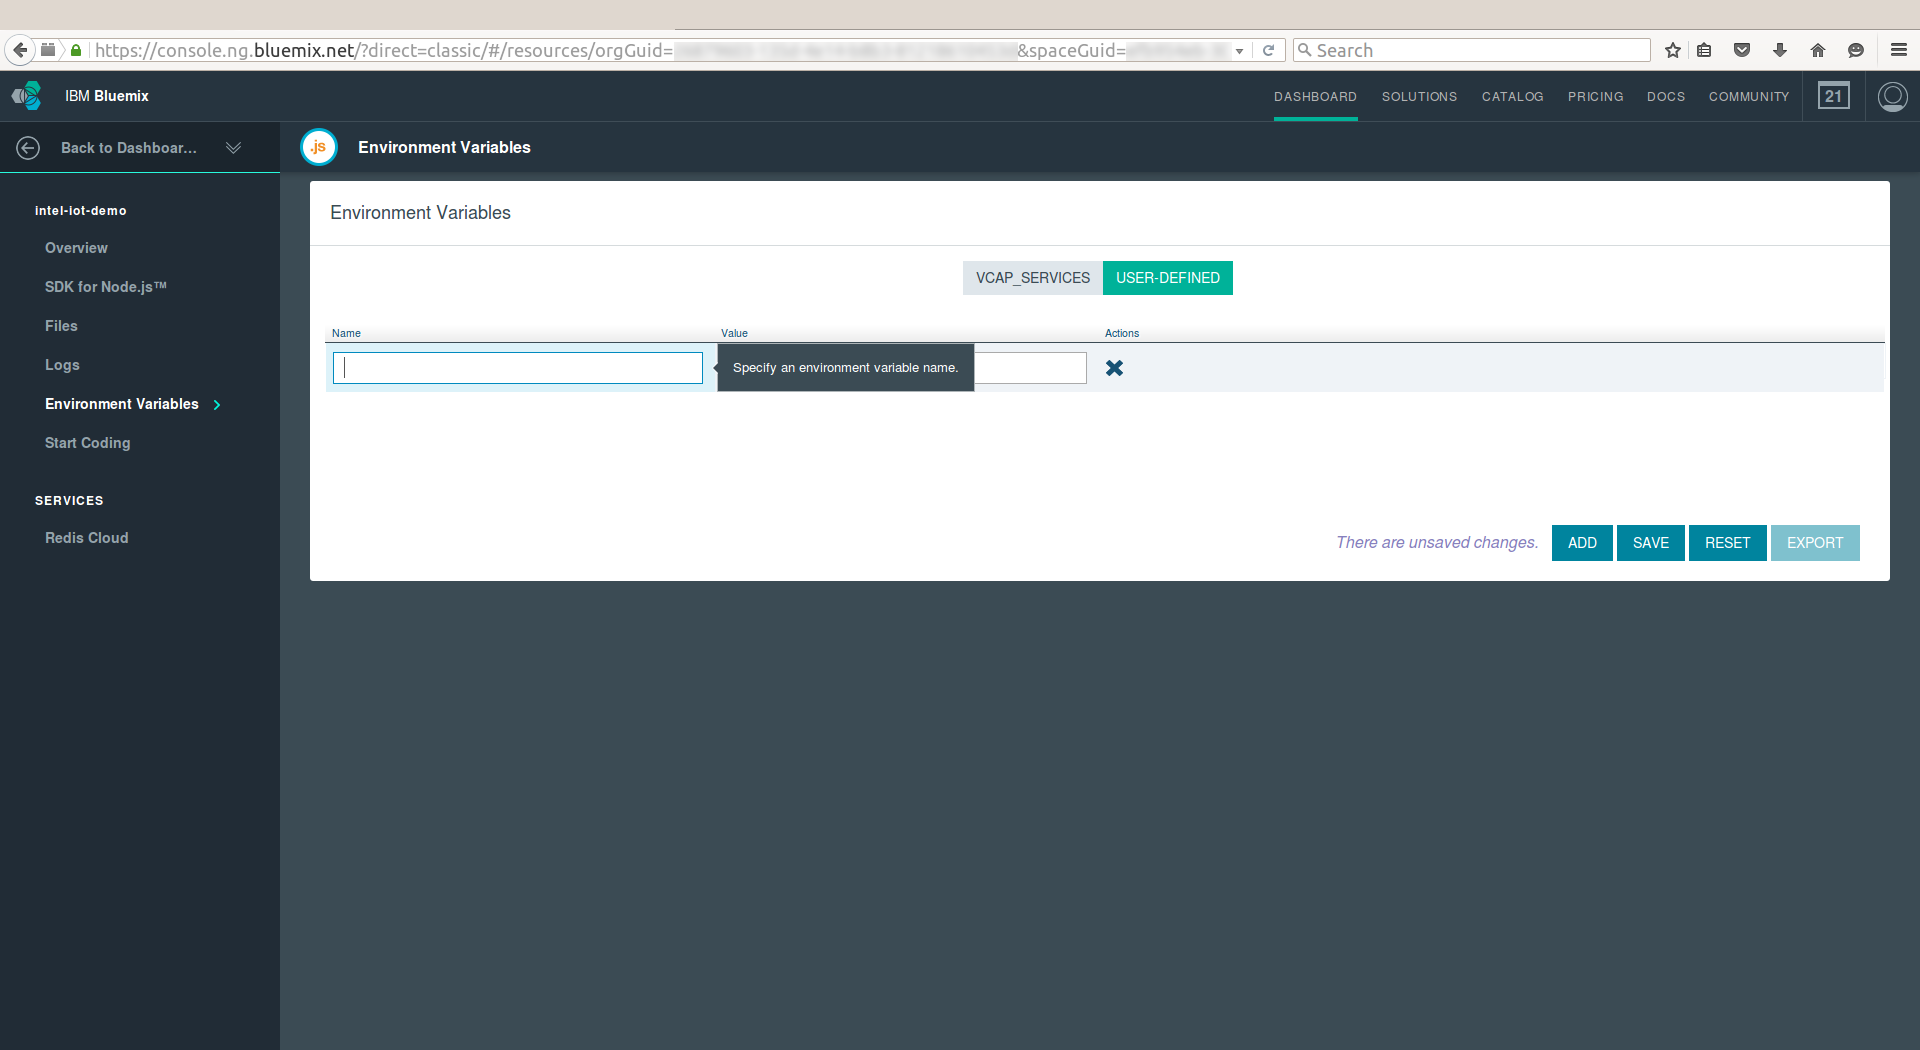 https://console.ng.bluemix.net/?direct=classic/#/resources/orgGuid= &spaceGuid=
Search
IBM Bluemix
DASHBOARD SOLUTIONS CATALOG PRICING DOCS COMMUNITY 21
Back to Dashboar...
.js Environment Variables
intel-iot-demo
Overview
SDK for Node.js™
Files
Logs
Environment Variables
Start Coding
SERVICES
Redis Cloud
Environment Variables
VCAP_SERVICES USER-DEFINED
Name Value Actions
Specify an environment variable name.
There are unsaved changes. ADD SAVE RESET EXPORT